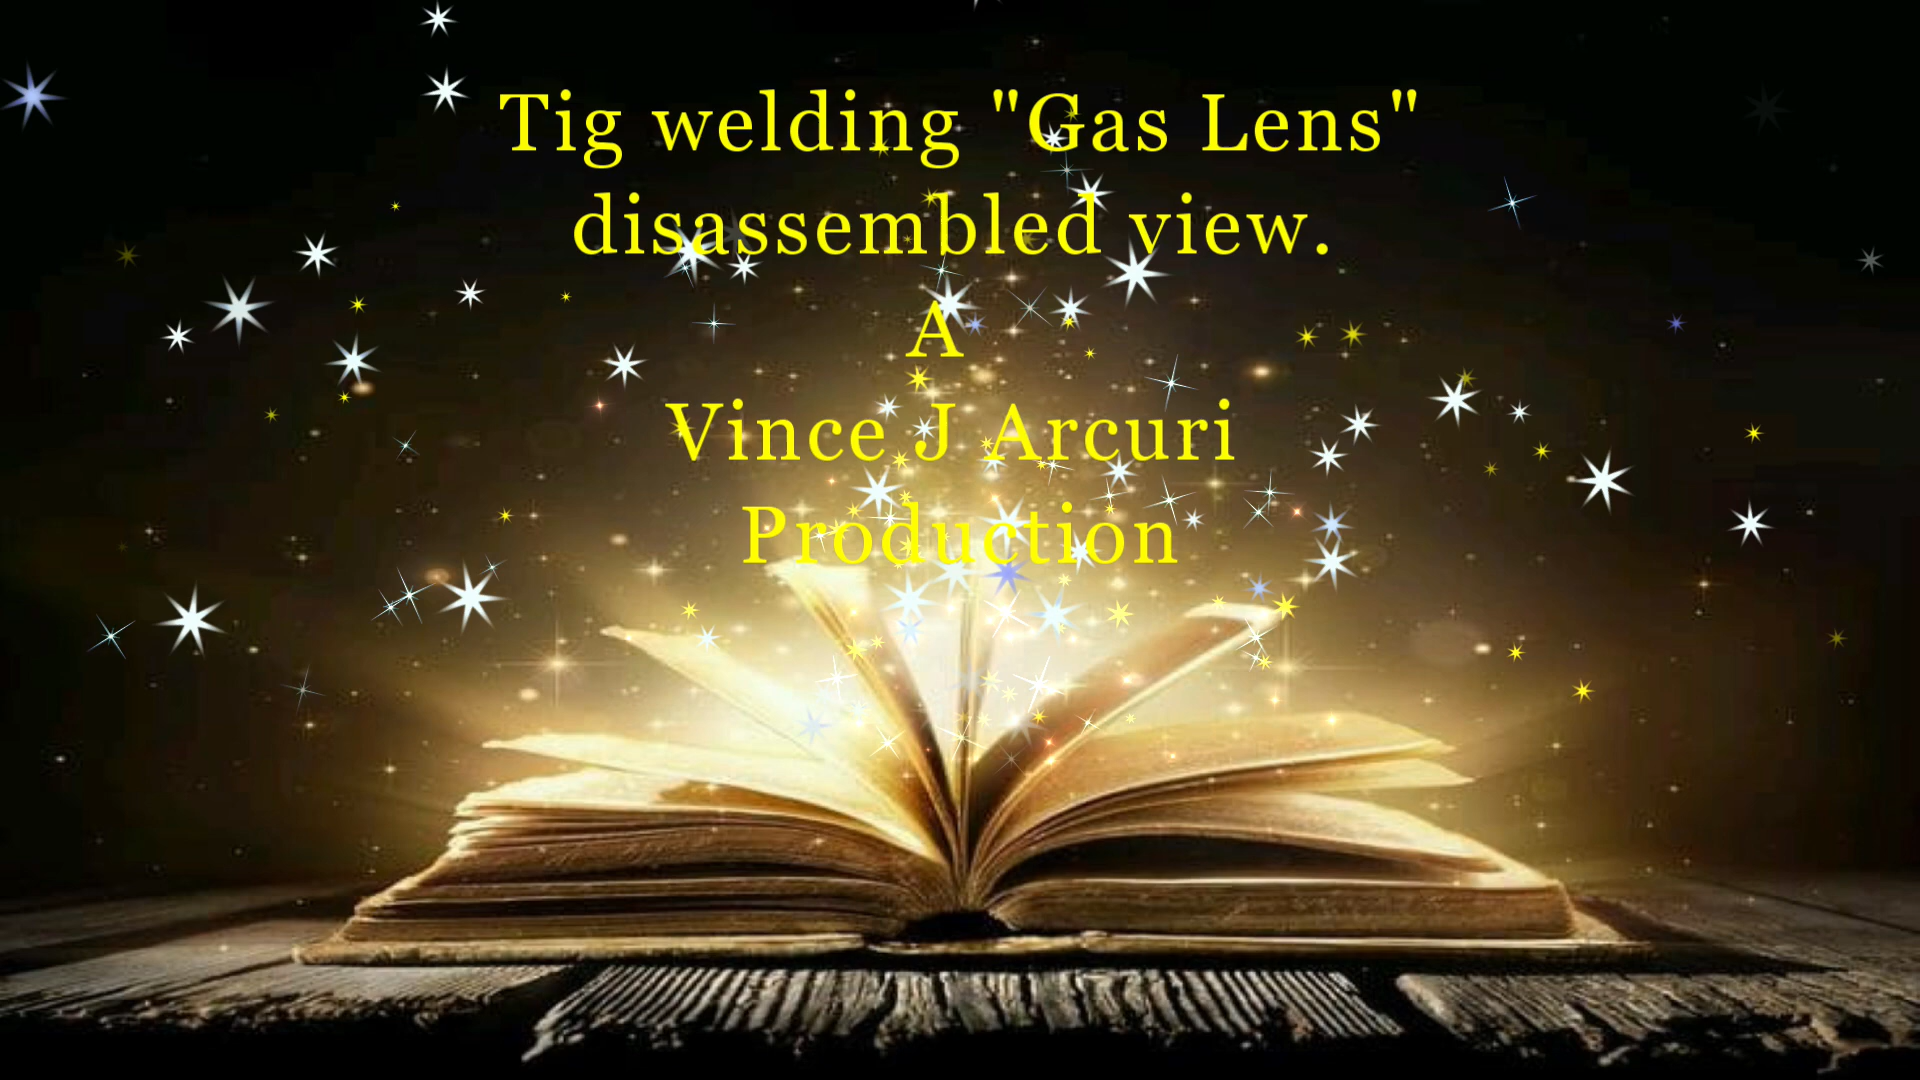 Tig welding "Gas Lens"
disassembled view.
A
Vince J Arcuri
Production